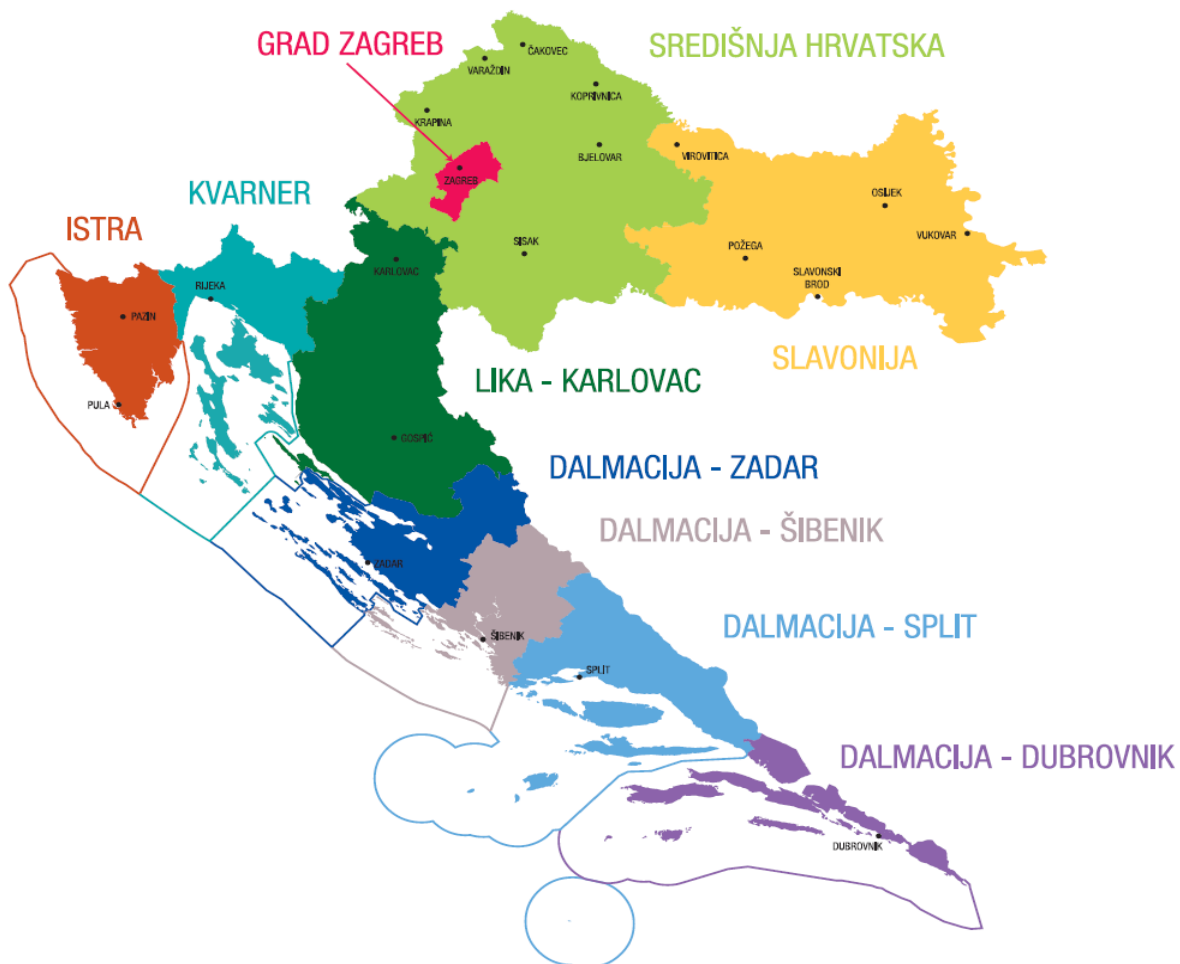 GRAD ZAGREB
SREDIŠNJA HRVATSKA
ČAKOVEC
VARAŽDIN
KOPRIVNICA
KRAPINA
BJELOVAR
VIROVITICA
ZAGREB
KVARNER
OSIJEK
ISTRA
VUKOVAR
SISAK
POŽEGA
KARLOVAC
SLAVONSKI
BROD
RIJEKA
PAZIN
SLAVONIJA
LIKA - KARLOVAC
PULA
GOSPIĆ
DALMACIJA - ZADAR
DALMACIJA - ŠIBENIK
ZADAR
DALMACIJA - SPLIT
ŠIBENIK
SPLIT
DALMACIJA - DUBROVNIK
DUBROVNIK